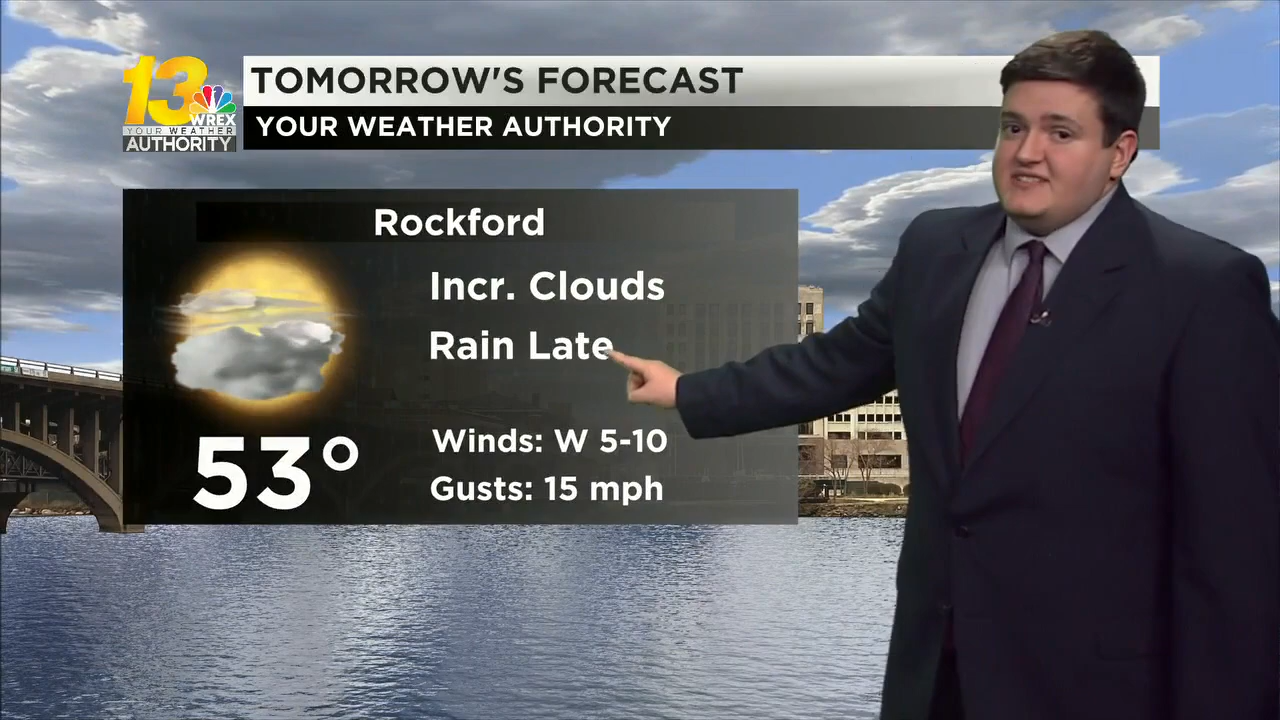 13
WREX
YOUR WEATHER
AUTHORITY
TOMORROW'S FORECAST
YOUR WEATHER AUTHORITY
Rockford
Incr. Clouds
Rain Late
53°
Winds: W 5-10
Gusts: 15 mph